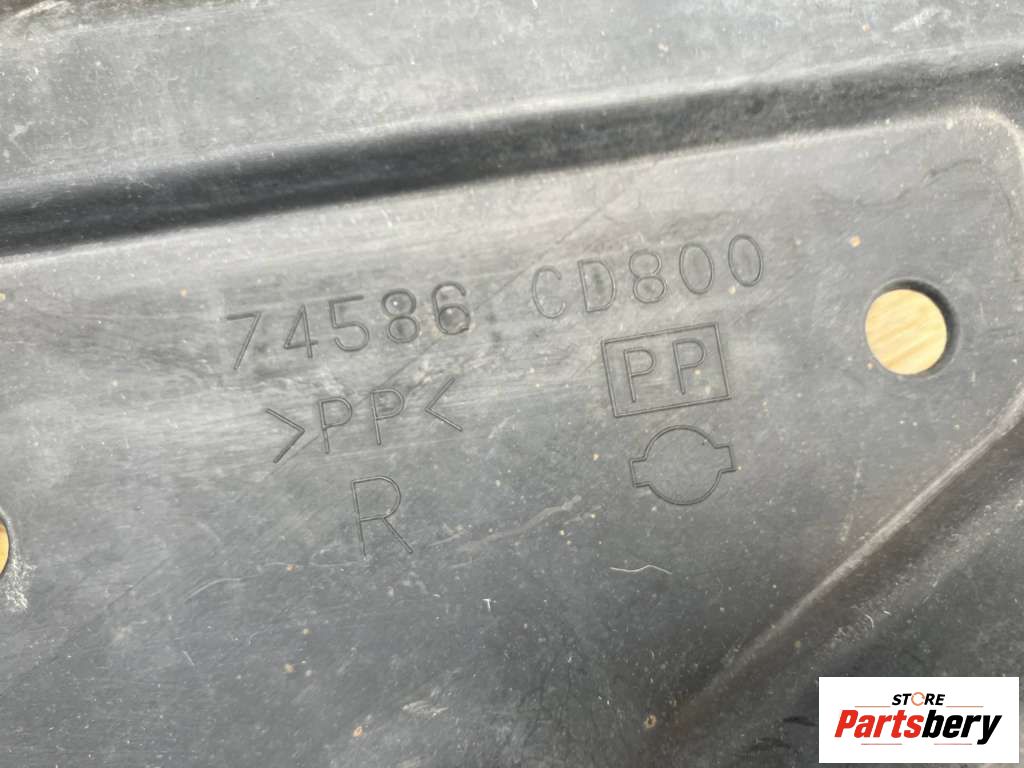 74586 CD800
>PP< PP
R
STORE
Partsbery